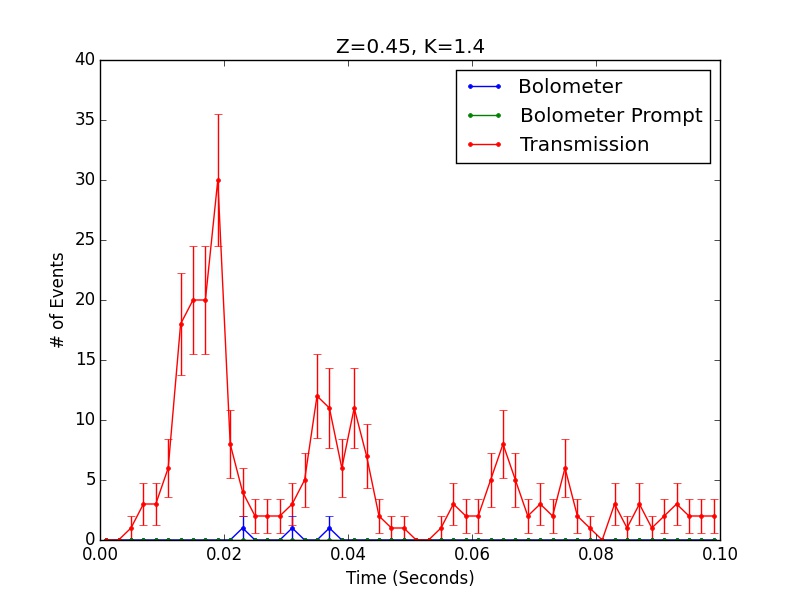 Z=0.45, K=1.4
Bolometer
Bolometer Prompt
Transmission
# of Events
40
35
30
25
20
15
10
5
0
0.00 0.02 0.04 0.06 0.08 0.10
Time (Seconds)